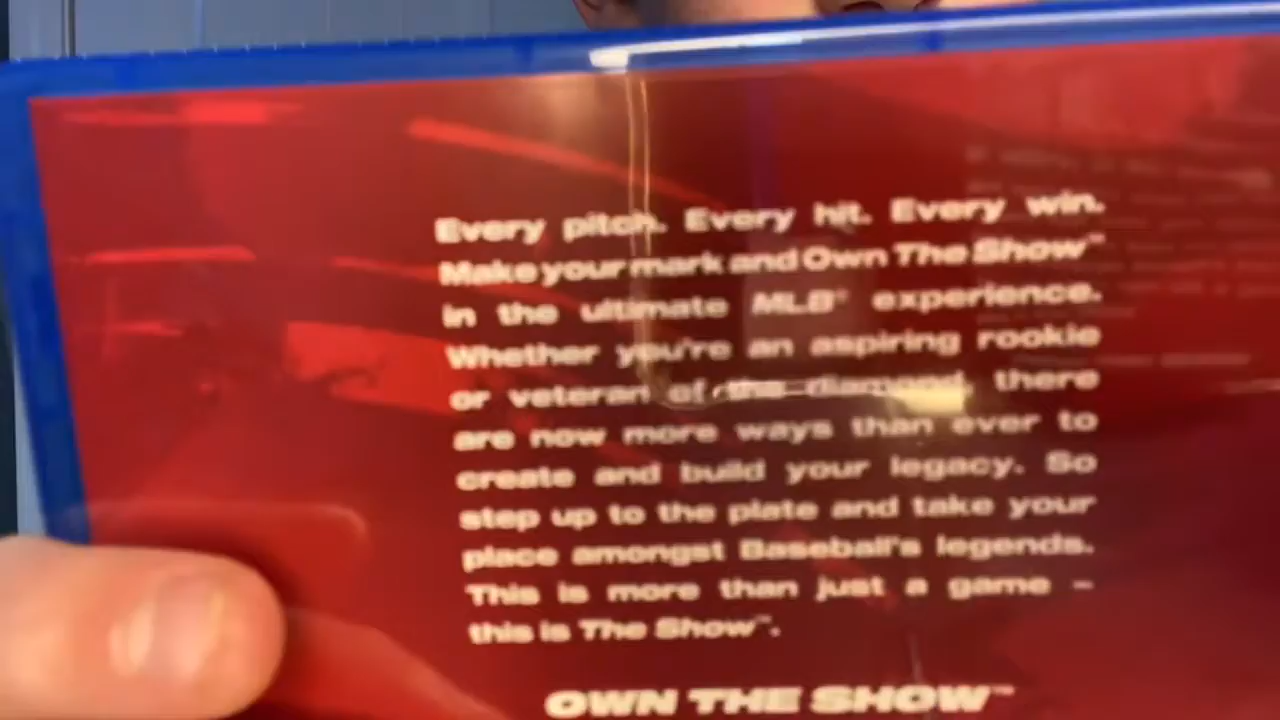 Every pitch. Every hit. Every win.
Make your mark and Own The Show™
in the ultimate MLB® experience.
Whether you're an aspiring rookie
or veteran of the diamond, there
are now more ways than ever to
create and build your legacy. So
step up to the plate and take your
place amongst Baseball's legends.
This is more than just a game –
this is The Show™.
OWN THE SHOW™